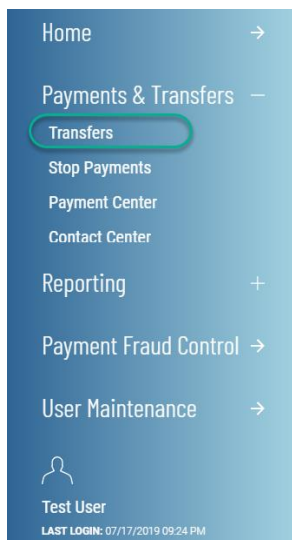 Home
Payments & Transfers
Transfers
Stop Payments
Payment Center
Contact Center
Reporting
Payment Fraud Control
User Maintenance
Test User
LAST LOGIN: 07/17/2019 09:24 PM